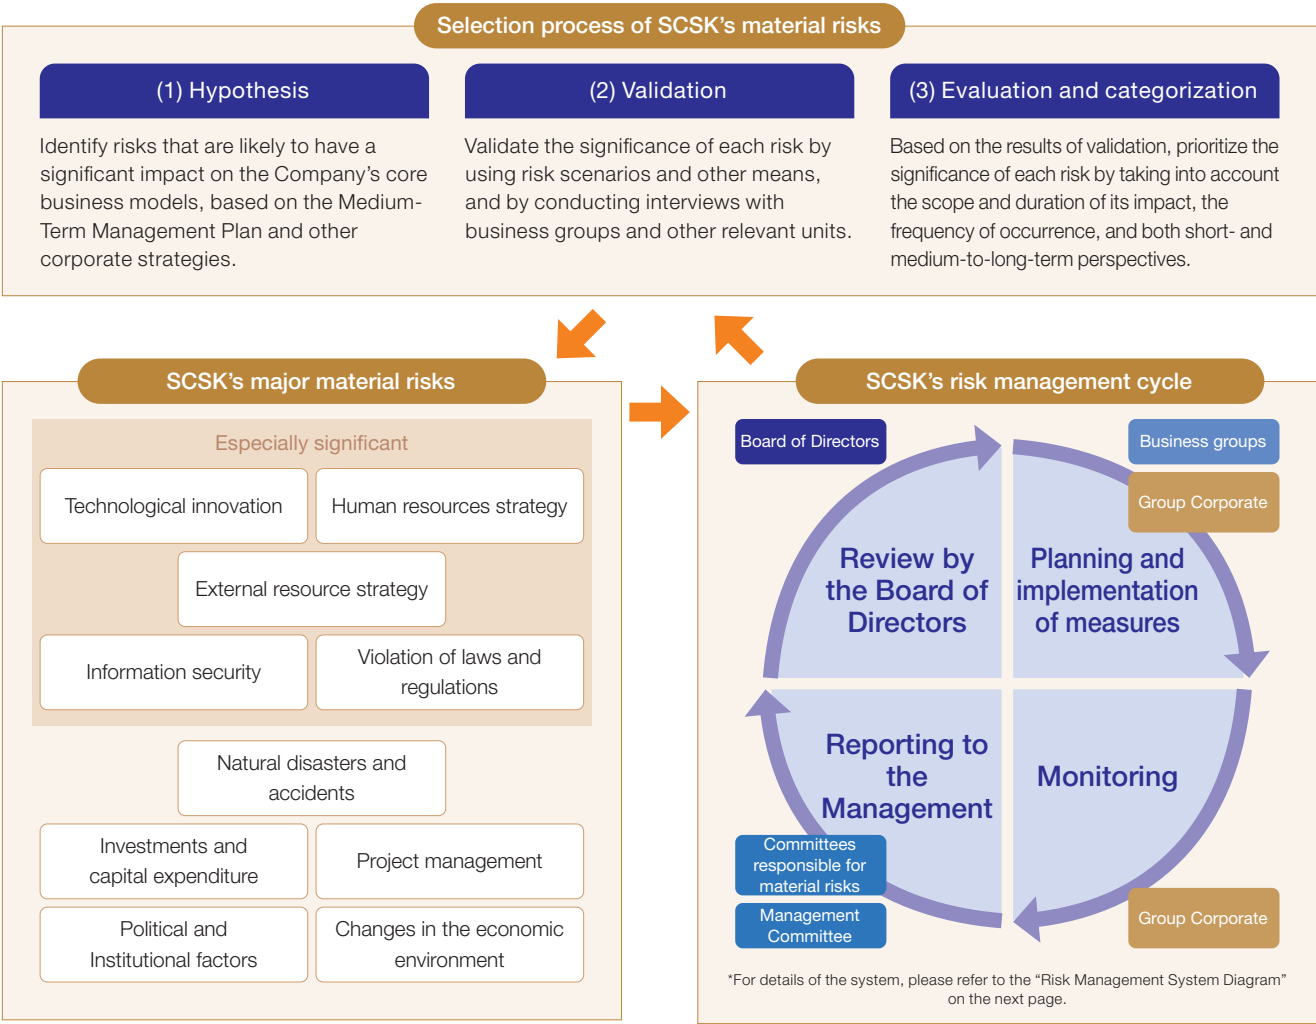 Selection process of SCSK's material risks
(1) Hypothesis
Identify risks that are likely to have a
significant impact on the Company's core
business models, based on the Medium-
Term Management Plan and other
corporate strategies.
(2) Validation
Validate the significance of each risk by
using risk scenarios and other means,
and by conducting interviews with
business groups and other relevant units.
(3) Evaluation and categorization
Based on the results of validation, prioritize the
significance of each risk by taking into account
the scope and duration of its impact, the
frequency of occurrence, and both short- and
medium-to-long-term perspectives.
SCSK's major material risks
Especially significant
Technological innovation
Human resources strategy
External resource strategy
Information security
Violation of laws and
regulations
Natural disasters and
accidents
Investments and
capital expenditure
Project management
Political and
Institutional factors
Changes in the economic
environment
SCSK's risk management cycle
Board of Directors
Business groups
Group Corporate
Review by
the Board of
Directors
Planning and
implementation
of measures
Reporting to
the
Management
Monitoring
Committees
responsible for
material risks
Management
Committee
Group Corporate
*For details of the system, please refer to the “Risk Management System Diagram”
on the next page.